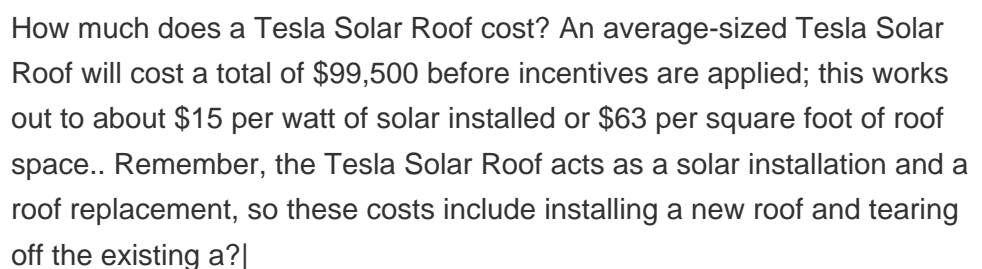 How much does a Tesla Solar Roof cost? An average-sized Tesla Solar
Roof will cost a total of $99,500 before incentives are applied; this works
out to about $15 per watt of solar installed or $63 per square foot of roof
space.. Remember, the Tesla Solar Roof acts as a solar installation and a
roof replacement, so these costs include installing a new roof and tearing
off the existing a?|